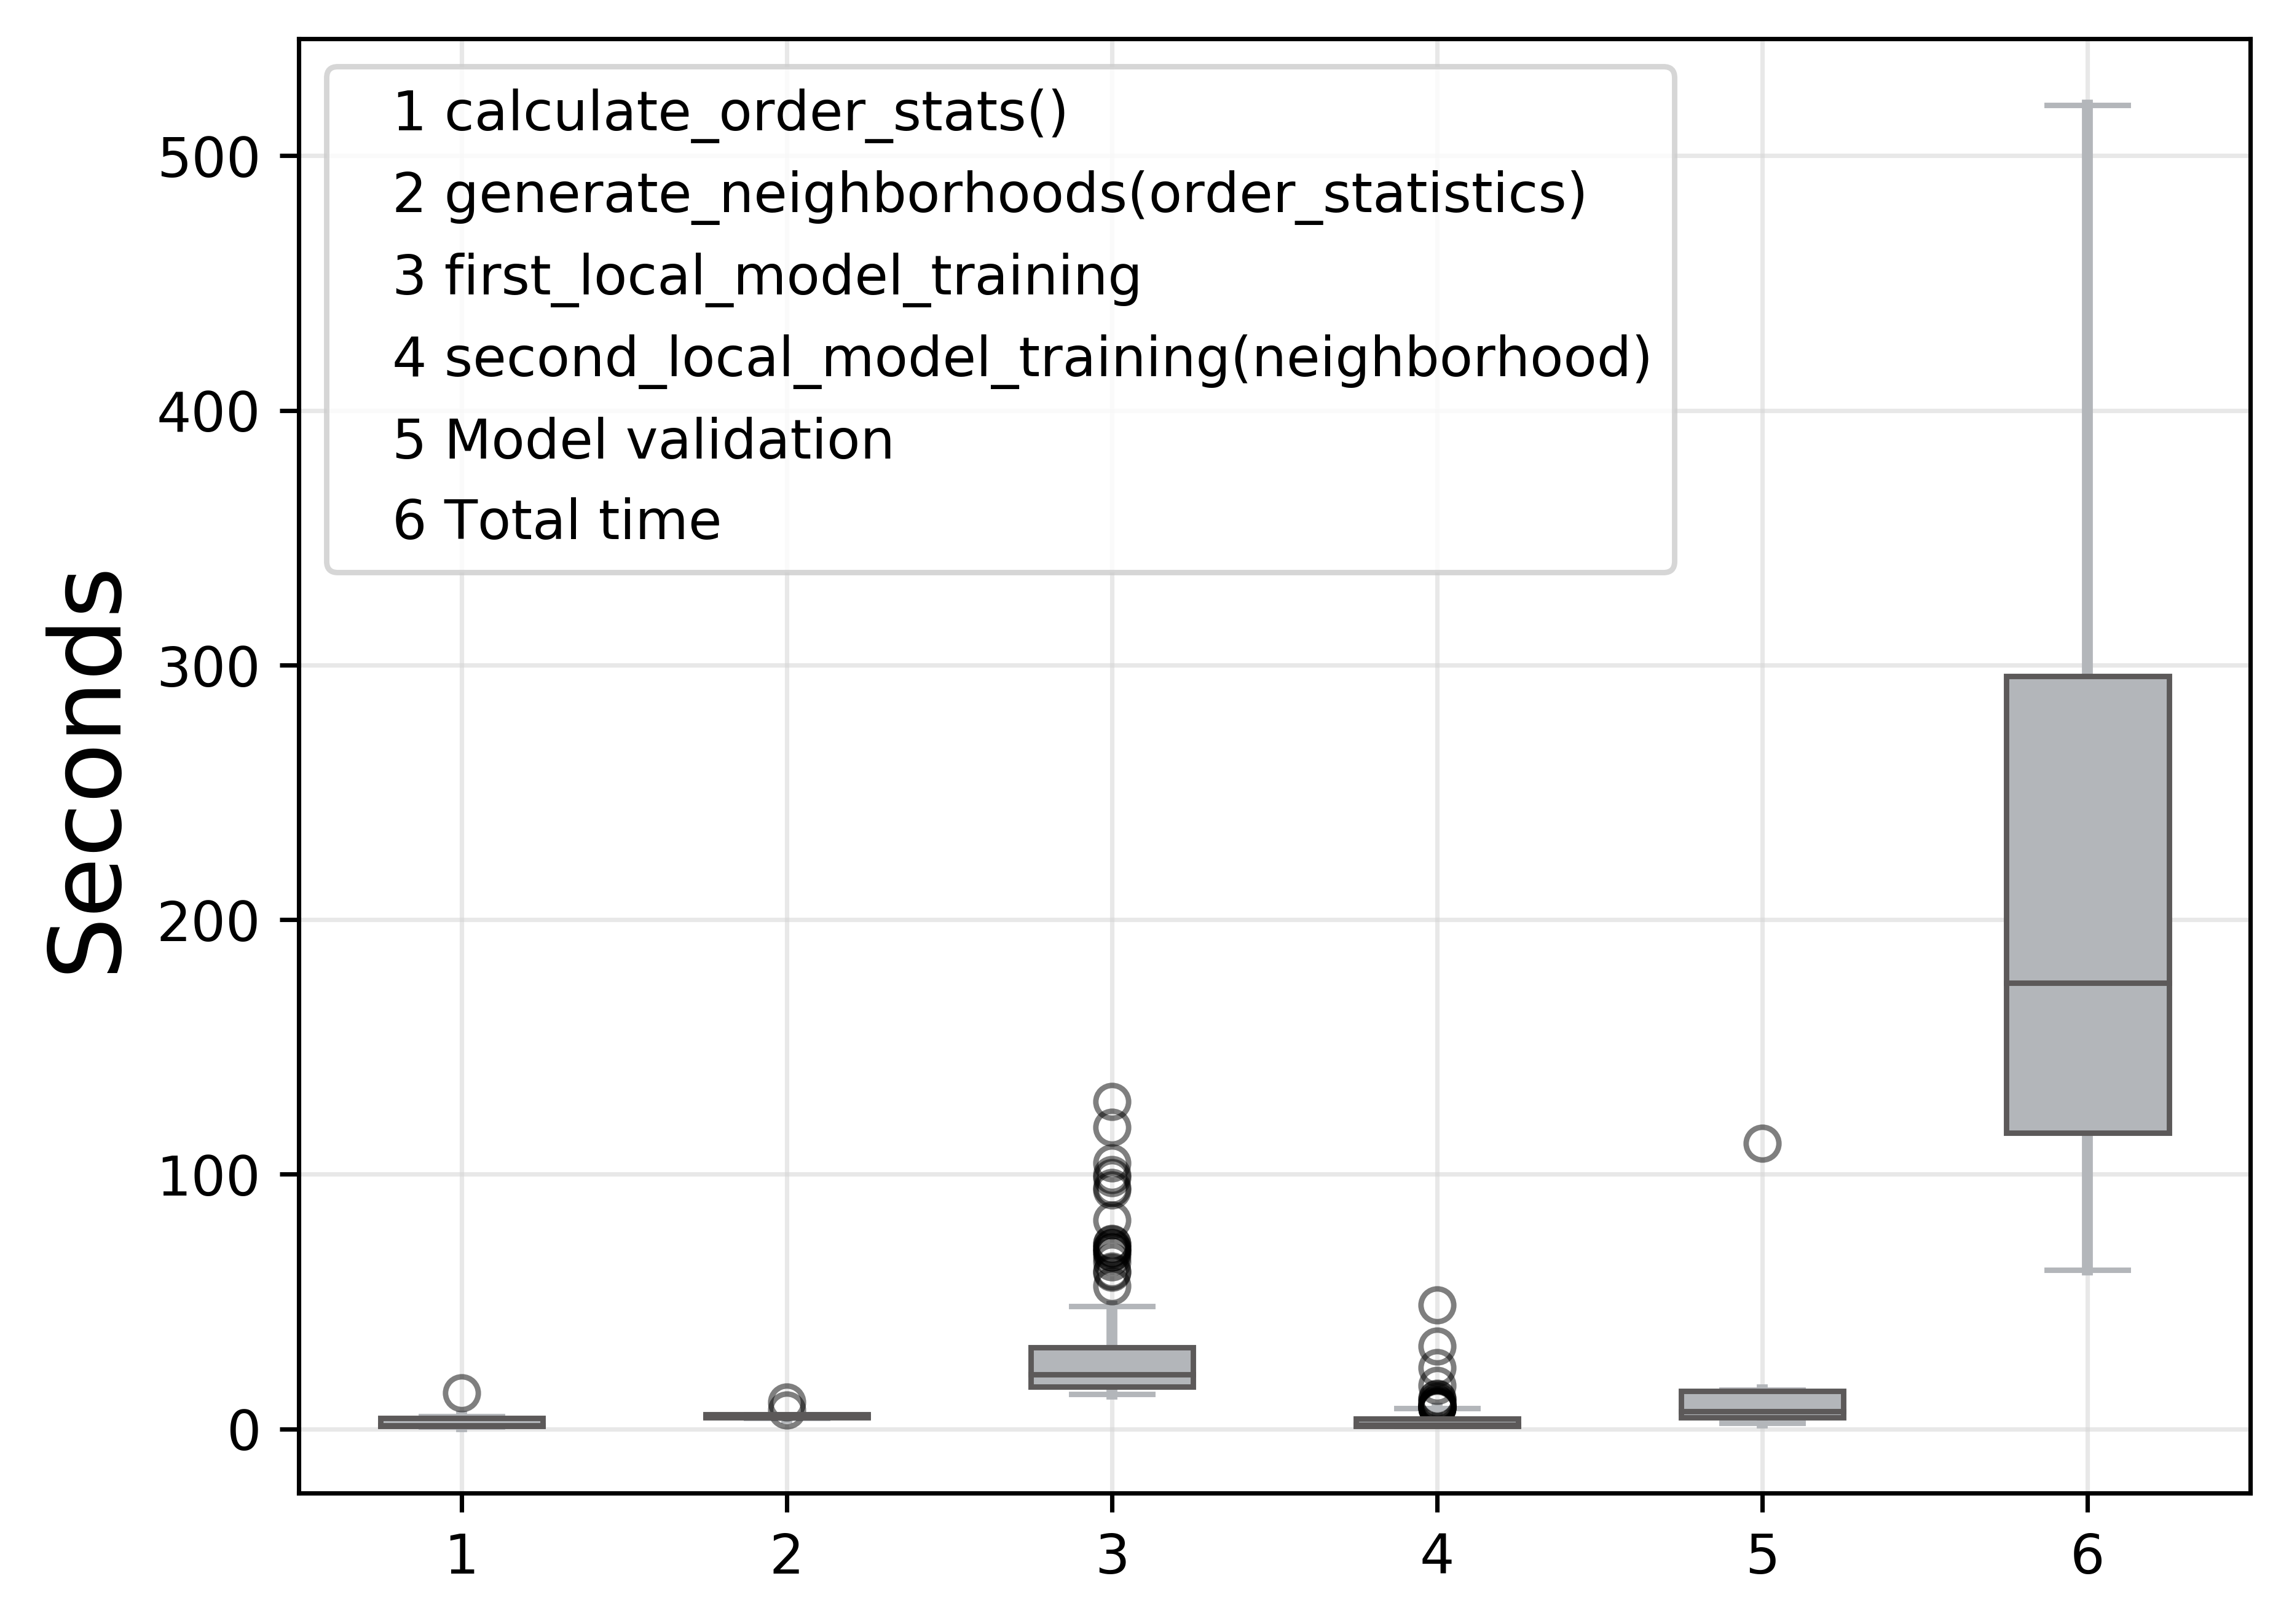 1 calculate_order_stats()
2 generate_neighborhoods(order_statistics)
3 first_local_model_training
4 second_local_model_training(neighborhood)
5 Model validation
6 Total time
Seconds
500
400
300
200
100
0
1 2 3 4 5 6